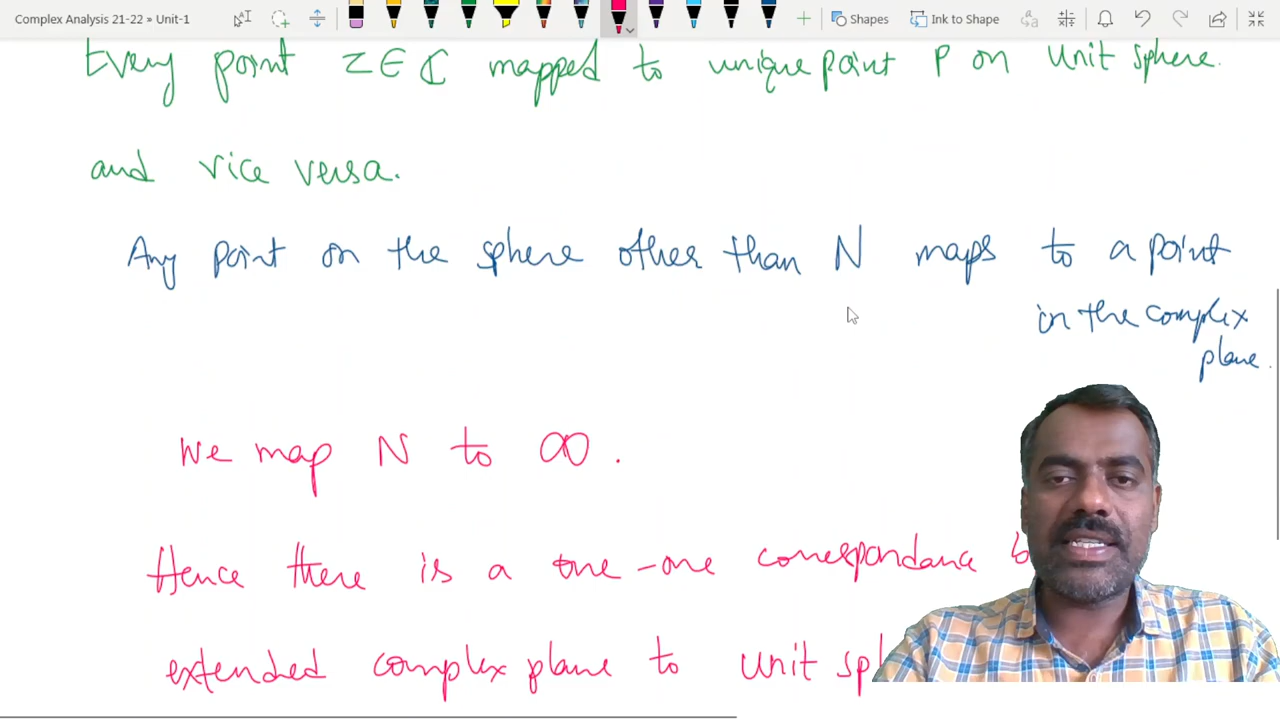 Complex Analysis 21-22 » Unit-1
Shapes
Ink to Shape
Every point z∈ℂ mapped to unique point P on Unit sphere.
and vice versa.
Any point on the sphere other than N maps to a point
in the complex
plane.
We map N to ∞.
Hence there is a one-one correspondance
extended complex plane to unit